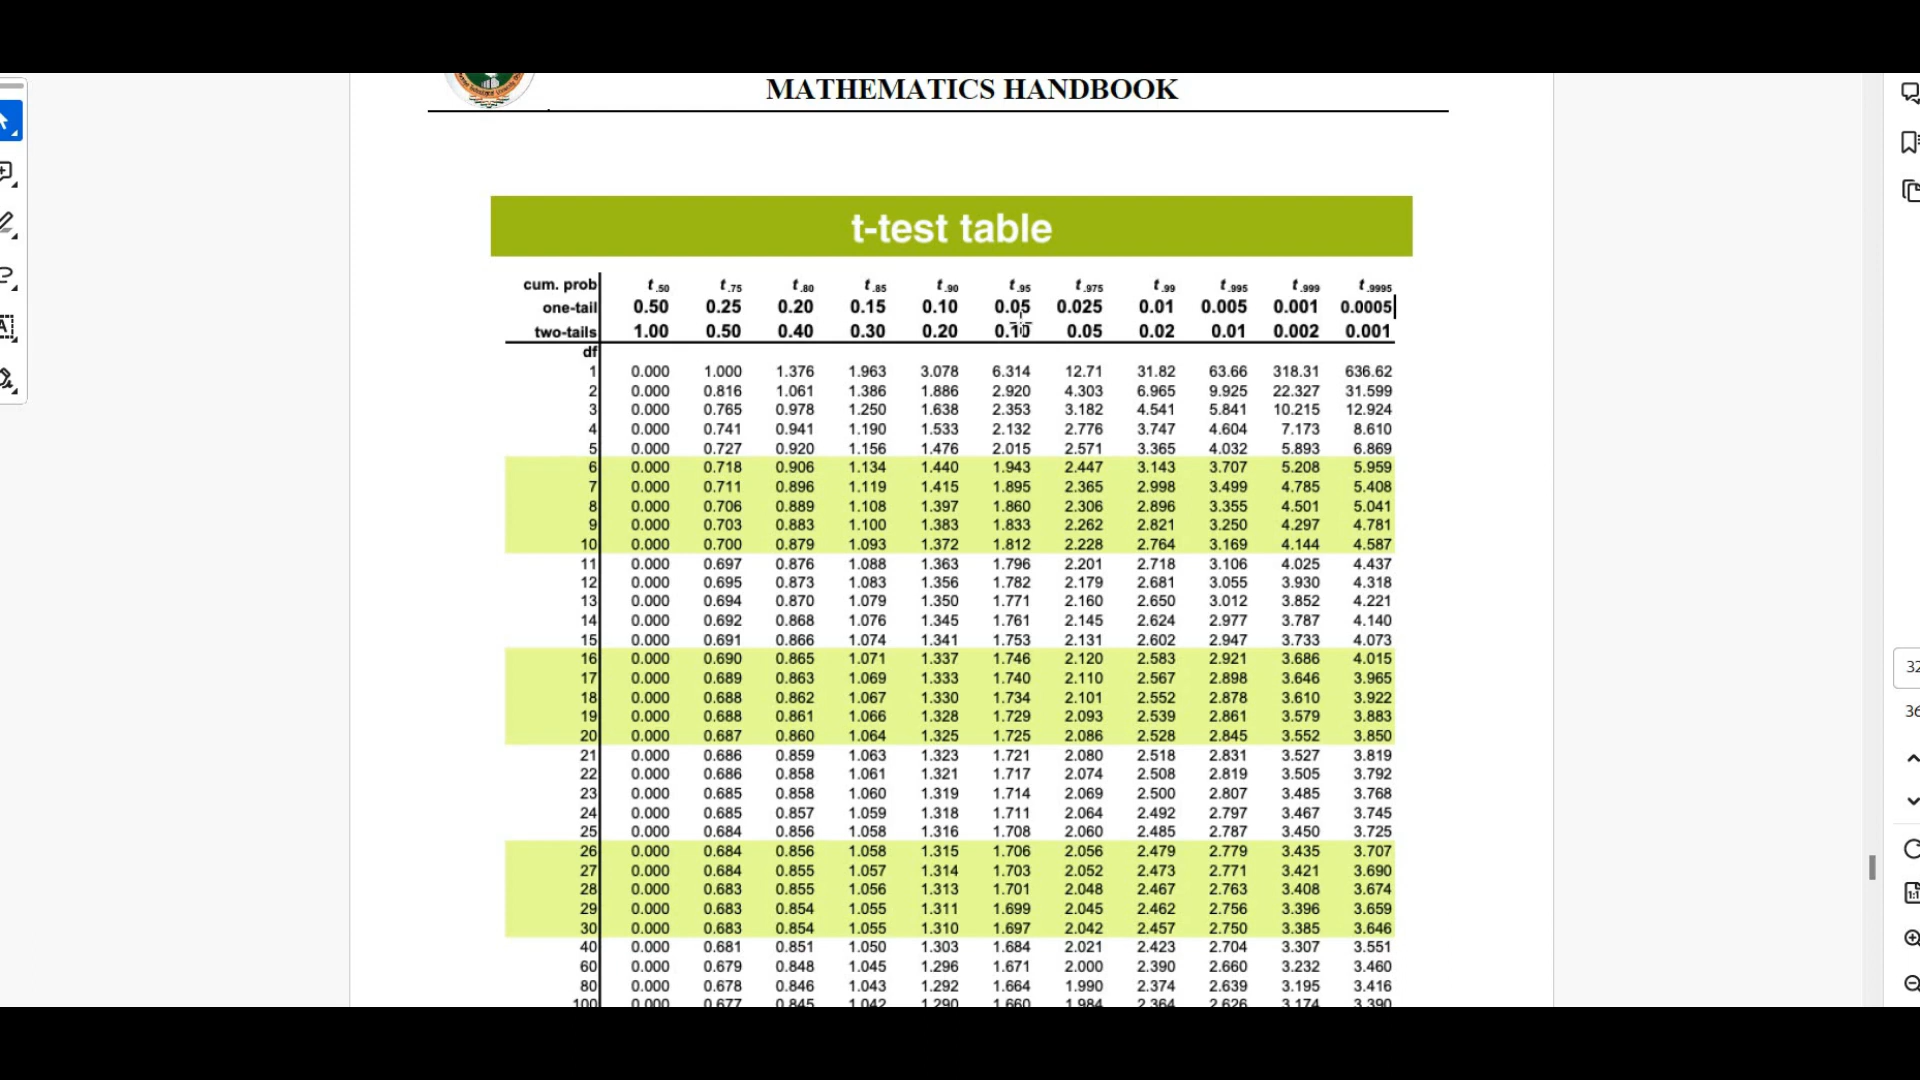 MATHEMATICS HANDBOOK
t-test table
cum. prob t.50 t.75 t.80 t.85 t.90 t.95 t.975 t.99 t.995 t.999 t.9995
one-tail 0.50 0.25 0.20 0.15 0.10 0.05 0.025 0.01 0.005 0.001 0.0005
two-tails 1.00 0.50 0.40 0.30 0.20 0.10 0.05 0.02 0.01 0.002 0.001
df
1 0.000 1.000 1.376 1.963 3.078 6.314 12.71 31.82 63.66 318.31 636.62
2 0.000 0.816 1.061 1.386 1.886 2.920 4.303 6.965 9.925 22.327 31.599
3 0.000 0.765 0.978 1.250 1.638 2.353 3.182 4.541 5.841 10.215 12.924
4 0.000 0.741 0.941 1.190 1.533 2.132 2.776 3.747 4.604 7.173 8.610
5 0.000 0.727 0.920 1.156 1.476 2.015 2.571 3.365 4.032 5.893 6.869
6 0.000 0.718 0.906 1.134 1.440 1.943 2.447 3.143 3.707 5.208 5.959
7 0.000 0.711 0.896 1.119 1.415 1.895 2.365 2.998 3.499 4.785 5.408
8 0.000 0.706 0.889 1.108 1.397 1.860 2.306 2.896 3.355 4.501 5.041
9 0.000 0.703 0.883 1.100 1.383 1.833 2.262 2.821 3.250 4.297 4.781
10 0.000 0.700 0.879 1.093 1.372 1.812 2.228 2.764 3.169 4.144 4.587
11 0.000 0.697 0.876 1.088 1.363 1.796 2.201 2.718 3.106 4.025 4.437
12 0.000 0.695 0.873 1.083 1.356 1.782 2.179 2.681 3.055 3.930 4.318
13 0.000 0.694 0.870 1.079 1.350 1.771 2.160 2.650 3.012 3.852 4.221
14 0.000 0.692 0.868 1.076 1.345 1.761 2.145 2.624 2.977 3.787 4.140
15 0.000 0.691 0.866 1.074 1.341 1.753 2.131 2.602 2.947 3.733 4.073
16 0.000 0.690 0.865 1.071 1.337 1.746 2.120 2.583 2.921 3.686 4.015
17 0.000 0.689 0.863 1.069 1.333 1.740 2.110 2.567 2.898 3.646 3.965
18 0.000 0.688 0.862 1.067 1.330 1.734 2.101 2.552 2.878 3.610 3.922
19 0.000 0.688 0.861 1.066 1.328 1.729 2.093 2.539 2.861 3.579 3.883
20 0.000 0.687 0.860 1.064 1.325 1.725 2.086 2.528 2.845 3.552 3.850
21 0.000 0.686 0.859 1.063 1.323 1.721 2.080 2.518 2.831 3.527 3.819
22 0.000 0.686 0.858 1.061 1.321 1.717 2.074 2.508 2.819 3.505 3.792
23 0.000 0.685 0.858 1.060 1.319 1.714 2.069 2.500 2.807 3.485 3.768
24 0.000 0.685 0.857 1.059 1.318 1.711 2.064 2.492 2.797 3.467 3.745
25 0.000 0.684 0.856 1.058 1.316 1.708 2.060 2.485 2.787 3.450 3.725
26 0.000 0.684 0.856 1.058 1.315 1.706 2.056 2.479 2.779 3.435 3.707
27 0.000 0.684 0.855 1.057 1.314 1.703 2.052 2.473 2.771 3.421 3.690
28 0.000 0.683 0.855 1.056 1.313 1.701 2.048 2.467 2.763 3.408 3.674
29 0.000 0.683 0.854 1.055 1.311 1.699 2.045 2.462 2.756 3.396 3.659
30 0.000 0.683 0.854 1.055 1.310 1.697 2.042 2.457 2.750 3.385 3.646
40 0.000 0.681 0.851 1.050 1.303 1.684 2.021 2.423 2.704 3.307 3.551
60 0.000 0.679 0.848 1.045 1.296 1.671 2.000 2.390 2.660 3.232 3.460
80 0.000 0.678 0.846 1.043 1.292 1.664 1.990 2.374 2.639 3.195 3.416
100 0.000 0.677 0.845 1.042 1.290 1.660 1.984 2.364 2.626 3.174 3.390